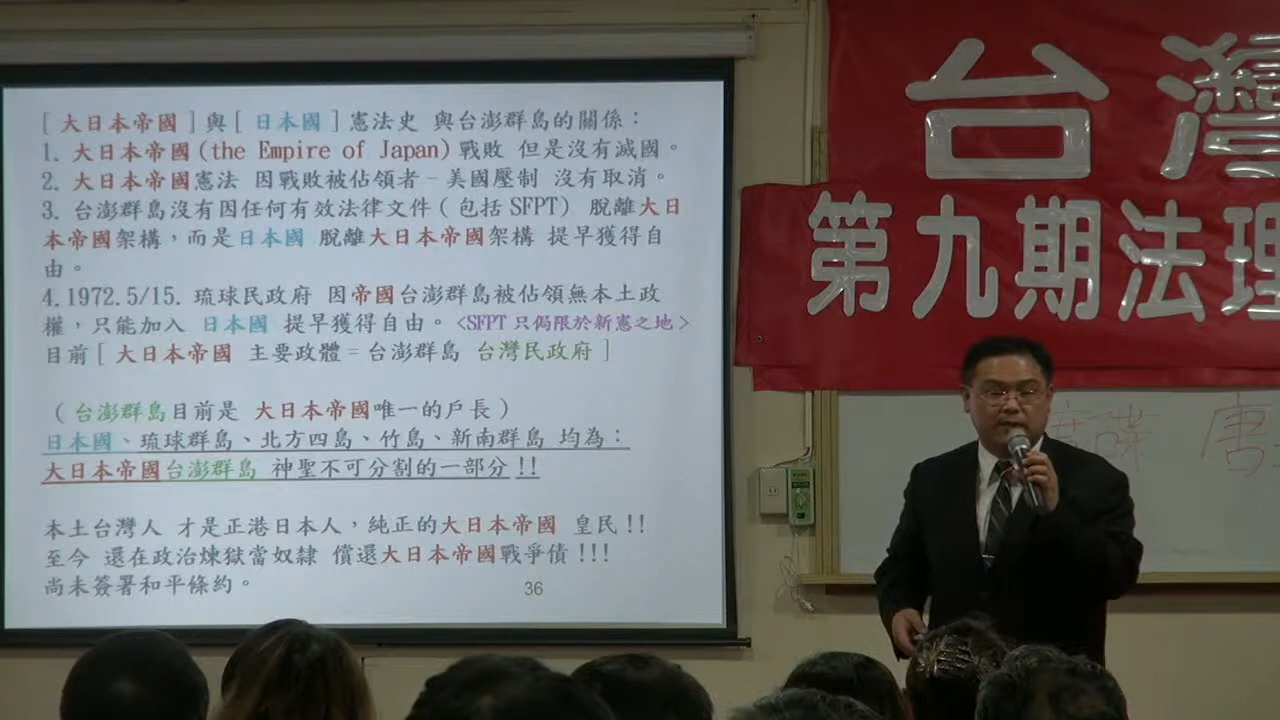 [ 大日本帝國 ] 與 [ 日本國 ] 憲法史 與台澎群島的關係：
1. 大日本帝國 (the Empire of Japan) 戰敗 但是沒有滅國。
2. 大日本帝國憲法 因戰敗被佔領者－美國壓制 沒有取消。
3. 台澎群島沒有因任何有效法律文件 ( 包括 SFPT) 脫離大日
本帝國架構，而是日本國 脫離大日本帝國架構 提早獲得自
由。
4.1972.5/15. 琉球民政府 因帝國台澎群島被佔領無本土政
權，只能加入 日本國 提早獲得自由。<SFPT 只侷限於新憲之地 >
目前 [ 大日本帝國 主要政體 = 台澎群島 台灣民政府 ]
( 台澎群島目前是 大日本帝國唯一的戶長 )
日本國、琉球群島、北方四島、竹島、新南群島 均為：
大日本帝國台澎群島 神聖不可分割的一部分 !!
本土台灣人 才是正港日本人，純正的大日本帝國 皇民 !!
至今 還在政治煉獄當奴隸 償還大日本帝國戰爭債 !!!
尚未簽署和平條約。
36
台灣
第九期法理
碟 唐